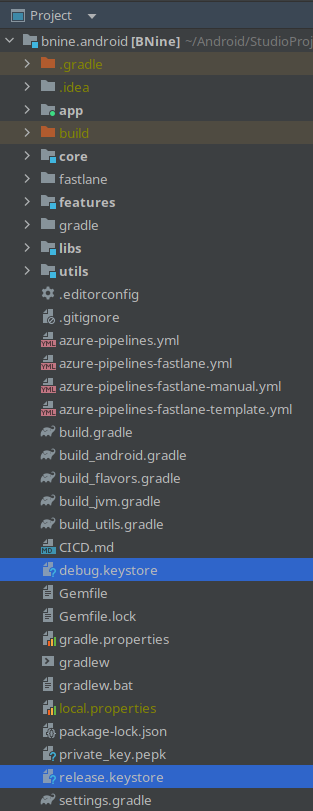 Project
bnine.android [BNine] ~/Android/StudioProj
.gradle
.idea
app
build
core
fastlane
features
gradle
libs
utils
.editorconfig
.gitignore
azure-pipelines.yml
azure-pipelines-fastlane.yml
azure-pipelines-fastlane-manual.yml
azure-pipelines-fastlane-template.yml
build.gradle
build_android.gradle
build_flavors.gradle
build_jvm.gradle
build_utils.gradle
CICD.md
debug.keystore
Gemfile
Gemfile.lock
gradle.properties
gradlew
gradlew.bat
local.properties
package-lock.json
private_key.pepk
release.keystore
settings.gradle